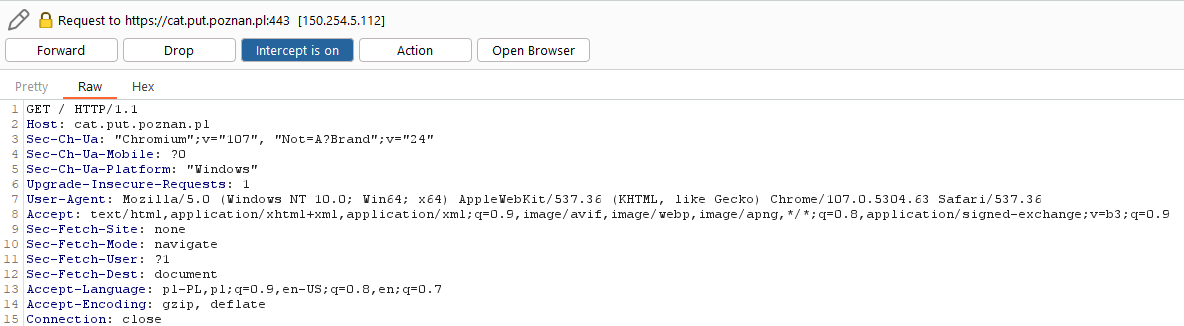 Request to https://cat.put.poznan.pl:443 [150.254.5.112]
Forward Drop Intercept is on Action Open Browser
Pretty Raw Hex
1 GET / HTTP/1.1
2 Host: cat.put.poznan.pl
3 Sec-Ch-Ua: "Chromium";v="107", "Not=A?Brand";v="24"
4 Sec-Ch-Ua-Mobile: ?0
5 Sec-Ch-Ua-Platform: "Windows"
6 Upgrade-Insecure-Requests: 1
7 User-Agent: Mozilla/5.0 (Windows NT 10.0; Win64; x64) AppleWebKit/537.36 (KHTML, like Gecko) Chrome/107.0.5304.63 Safari/537.36
8 Accept: text/html,application/xhtml+xml,application/xml;q=0.9,image/avif,image/webp,image/apng,*/*;q=0.8,application/signed-exchange;v=b3;q=0.9
9 Sec-Fetch-Site: none
10 Sec-Fetch-Mode: navigate
11 Sec-Fetch-User: ?1
12 Sec-Fetch-Dest: document
13 Accept-Language: pl-PL,pl;q=0.9,en-US;q=0.8,en;q=0.7
14 Accept-Encoding: gzip, deflate
15 Connection: close